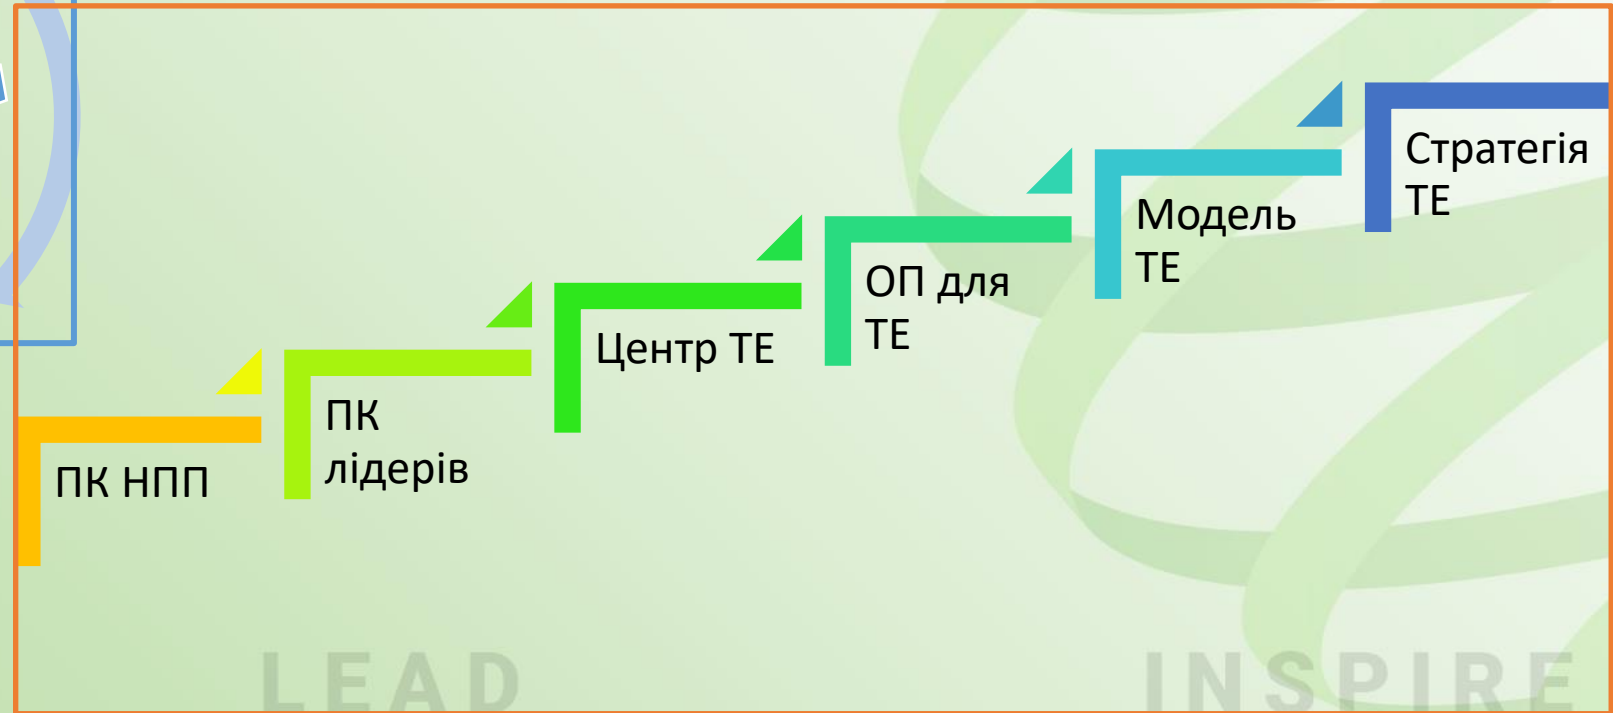 ПК НПП
ПК
лідерів
Центр ТЕ
ОП для
ТЕ
Модель
ТЕ
Стратегія
ТЕ
LEAD
INSPIRE